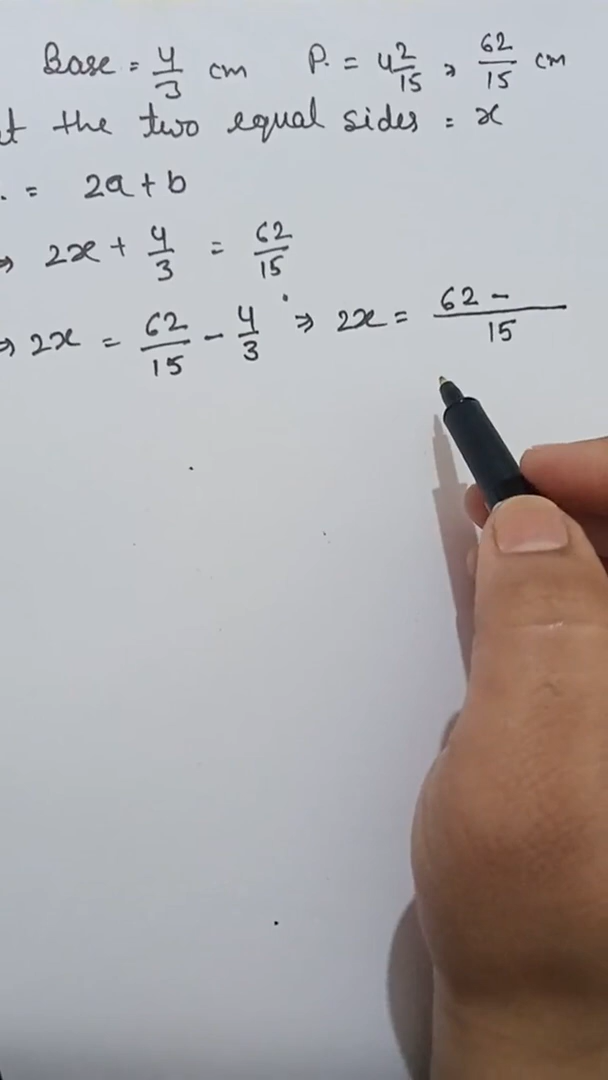 Base = 4/3 cm P. = 4 2/15 , 62/15 cm
t the two equal sides = x
. = 2a + b
⇒ 2x + 4/3 = 62/15
⇒ 2x = 62/15 - 4/3 ⇒ 2x = 62 - /15